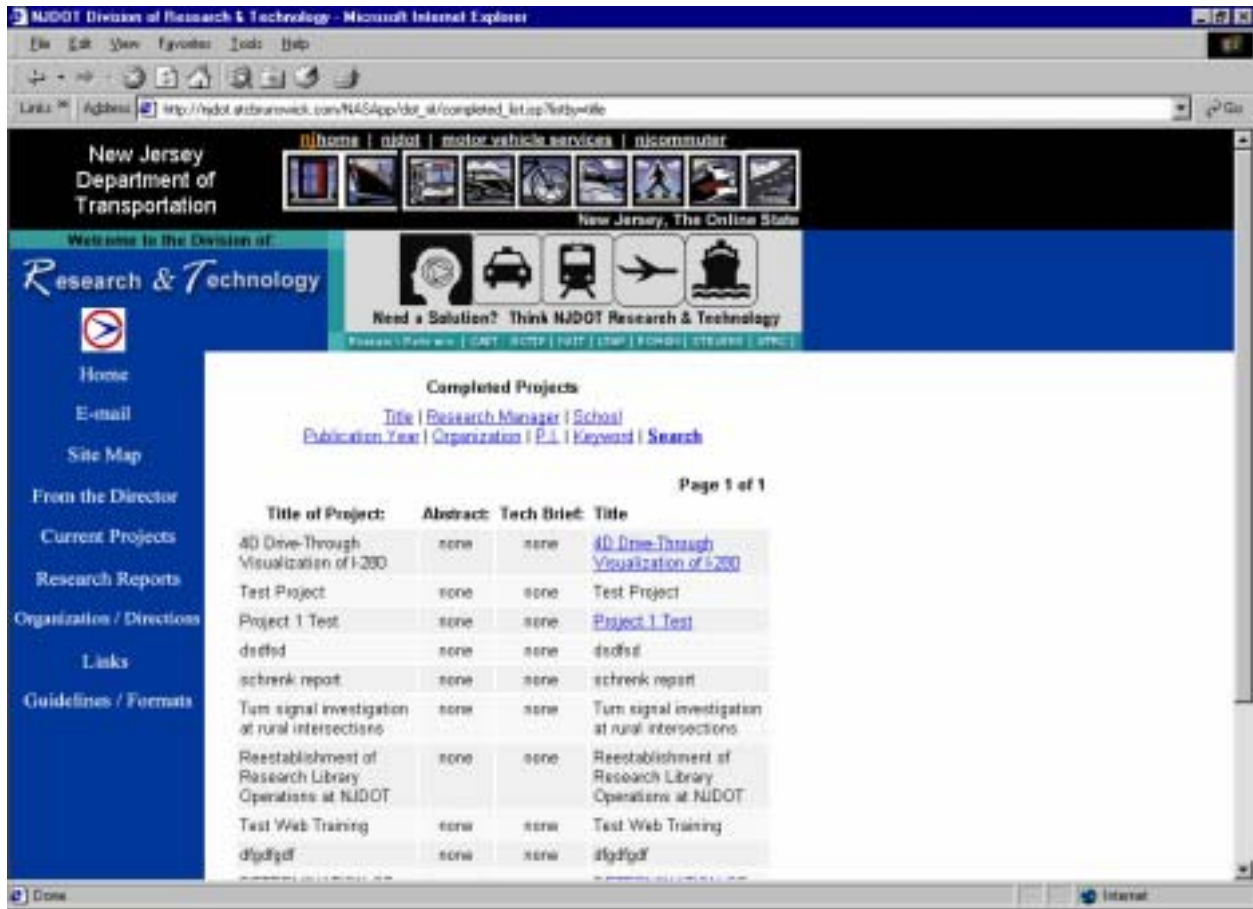 NJDOT Division of Research & Technology - Microsoft Internet Explorer
File Edit View Favorites Tools Help
Links » Address
Go
njhome | njdot | motor vehicle services | njcommuter
New Jersey
Department of
Transportation
New Jersey, The Online State
Welcome to the Division of:
Research & Technology
Need a Solution? Think NJDOT Research & Technology
Home
E-mail
Site Map
From the Director
Current Projects
Research Reports
Organization / Directions
Links
Guidelines / Formats
Completed Projects
Title | Research Manager | School
Publication Year | Organization | P.I. | Keyword | Search
Page 1 of 1
Title of Project: Abstract: Tech Brief: Title
4D Drive-Through none none 4D Drive-Through
Visualization of I-280 Visualization of I-280
Test Project none none Test Project
Project 1 Test none none Project 1 Test
dsdfsd none none dsdfsd
schrenk report none none schrenk report
Turn signal investigation none none Turn signal investigation
at rural intersections at rural intersections
Reestablishment of none none Reestablishment of
Research Library Research Library
Operations at NJDOT Operations at NJDOT
Test Web Training none none Test Web Training
dfgdfgdf none none dfgdfgdf
Done
Internet